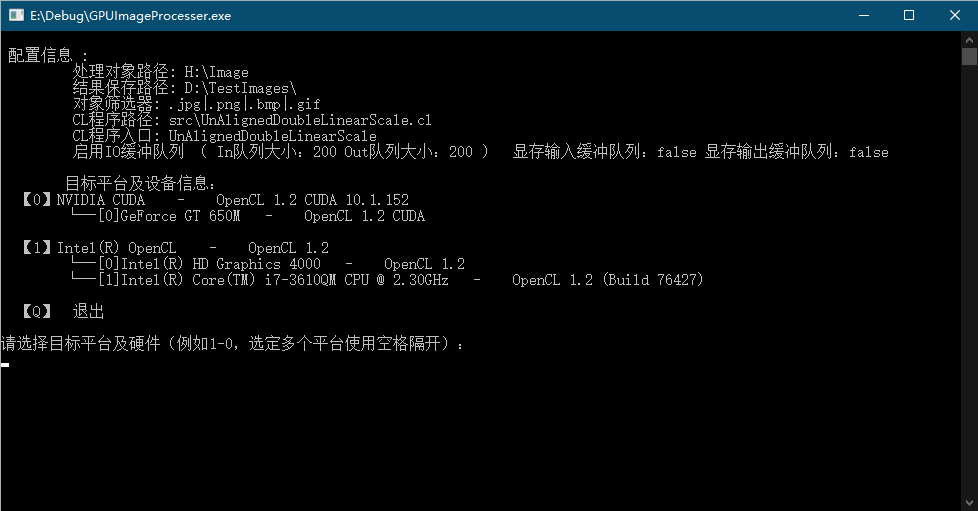 E:\Debug\GPUImageProcesser.exe
配置信息 :
处理对象路径: H:\Image
结果保存路径: D:\TestImages\
对象筛选器: .jpg|.png|.bmp|.gif
CL程序路径: src\UnAlignedDoubleLinearScale.cl
CL程序入口: UnAlignedDoubleLinearScale
启用IO缓冲队列 （ In队列大小：200 Out队列大小：200 ） 显存输入缓冲队列：false 显存输出缓冲队列：false
目标平台及设备信息：
【0】NVIDIA CUDA - OpenCL 1.2 CUDA 10.1.152
└──[0]GeForce GT 650M - OpenCL 1.2 CUDA
【1】Intel(R) OpenCL - OpenCL 1.2
└──[0]Intel(R) HD Graphics 4000 - OpenCL 1.2
└──[1]Intel(R) Core(TM) i7-3610QM CPU @ 2.30GHz - OpenCL 1.2 (Build 76427)
【Q】 退出
请选择目标平台及硬件（例如1-0，选定多个平台使用空格隔开）：